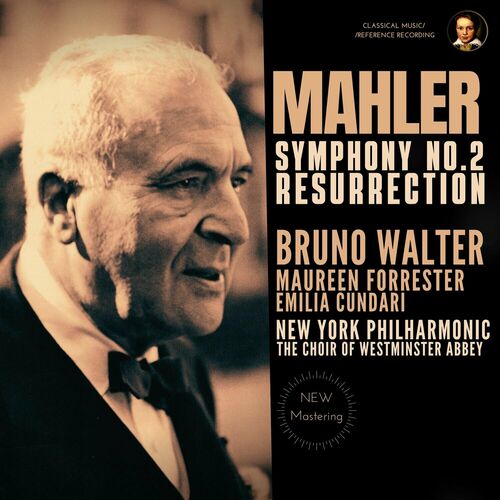 CLASSICAL MUSIC/
/REFERENCE RECORDING
MAHLER
SYMPHONY NO.2
RESURRECTION
BRUNO WALTER
MAUREEN FORRESTER
EMILIA CUNDARI
NEW YORK PHILHARMONIC
THE CHOIR OF WESTMINSTER ABBEY
NEW
Mastering